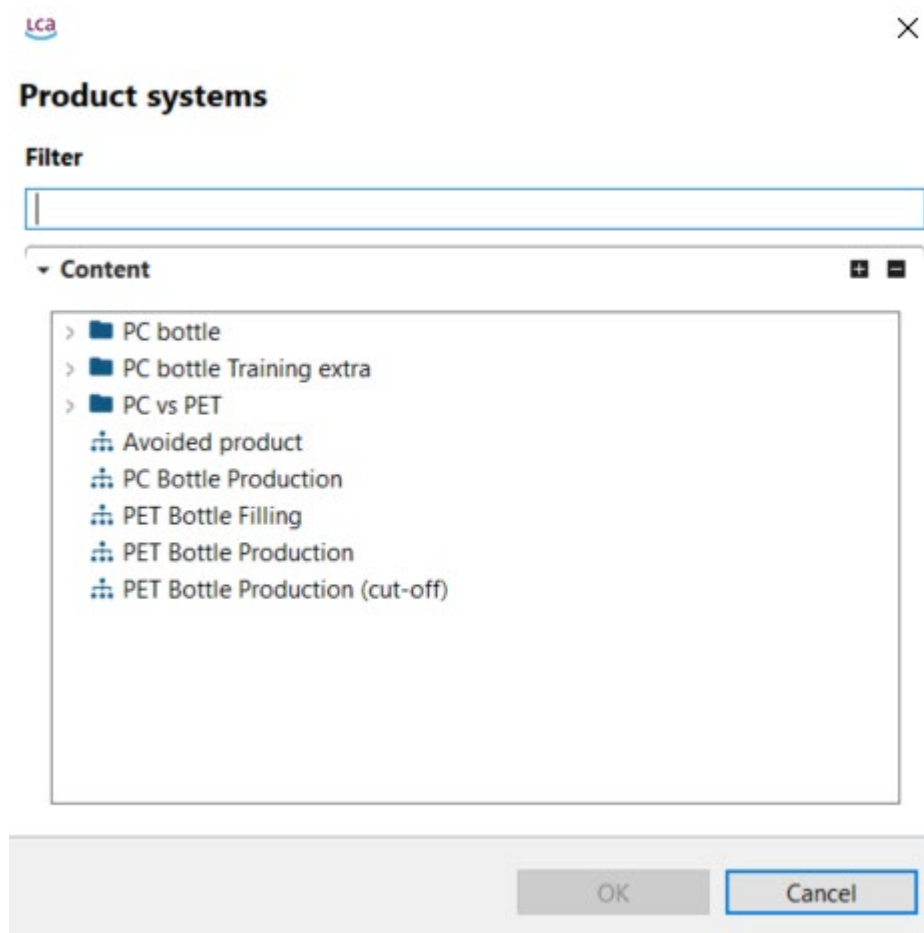 LCA
Product systems
Filter
Content
PC bottle
PC bottle Training extra
PC vs PET
Avoided product
PC Bottle Production
PET Bottle Filling
PET Bottle Production
PET Bottle Production (cut-off)
OK
Cancel